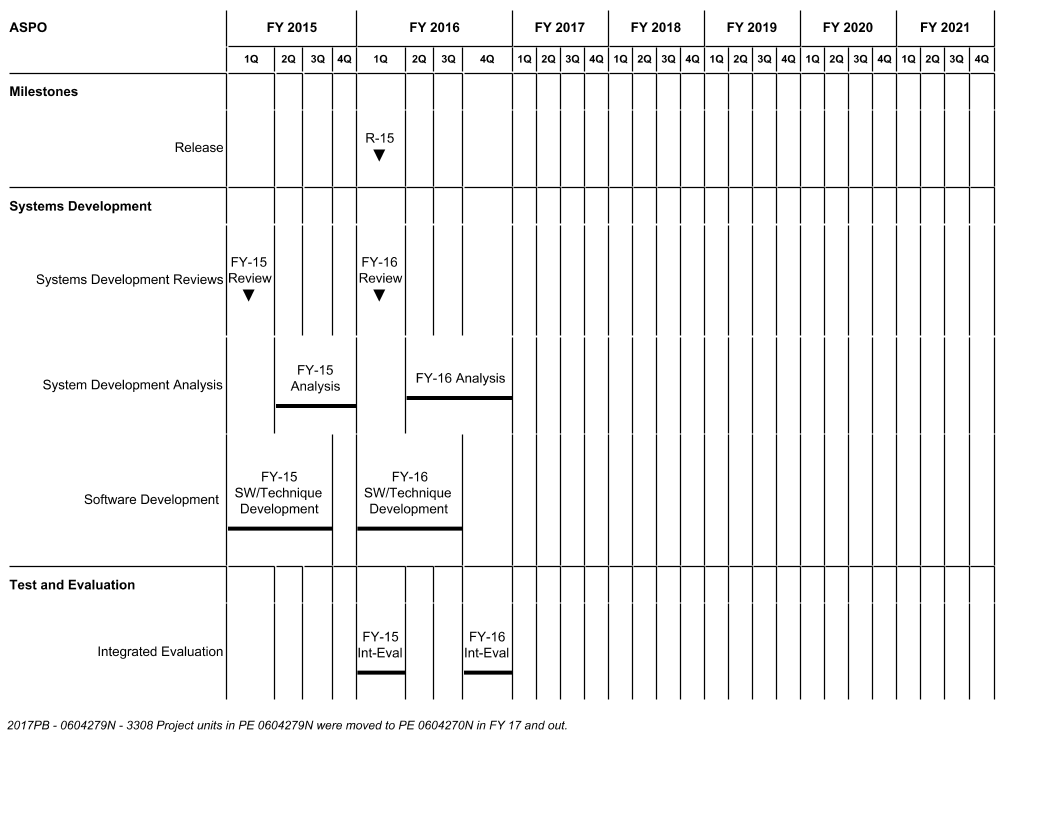 ASPO FY 2015 FY 2016 FY 2017 FY 2018 FY 2019 FY 2020 FY 2021
1Q 2Q 3Q 4Q 1Q 2Q 3Q 4Q 1Q 2Q 3Q 4Q 1Q 2Q 3Q 4Q 1Q 2Q 3Q 4Q 1Q 2Q 3Q 4Q 1Q 2Q 3Q 4Q
Milestones
R-15
Release
Systems Development
FY-15 FY-16
Systems Development Reviews Review Review
FY-15
System Development Analysis Analysis FY-16 Analysis
FY-15 FY-16
Software Development SW/Technique SW/Technique
Development Development
Test and Evaluation
FY-15 FY-16
Integrated Evaluation Int-Eval Int-Eval
2017PB - 0604279N - 3308 Project units in PE 0604279N were moved to PE 0604270N in FY 17 and out.